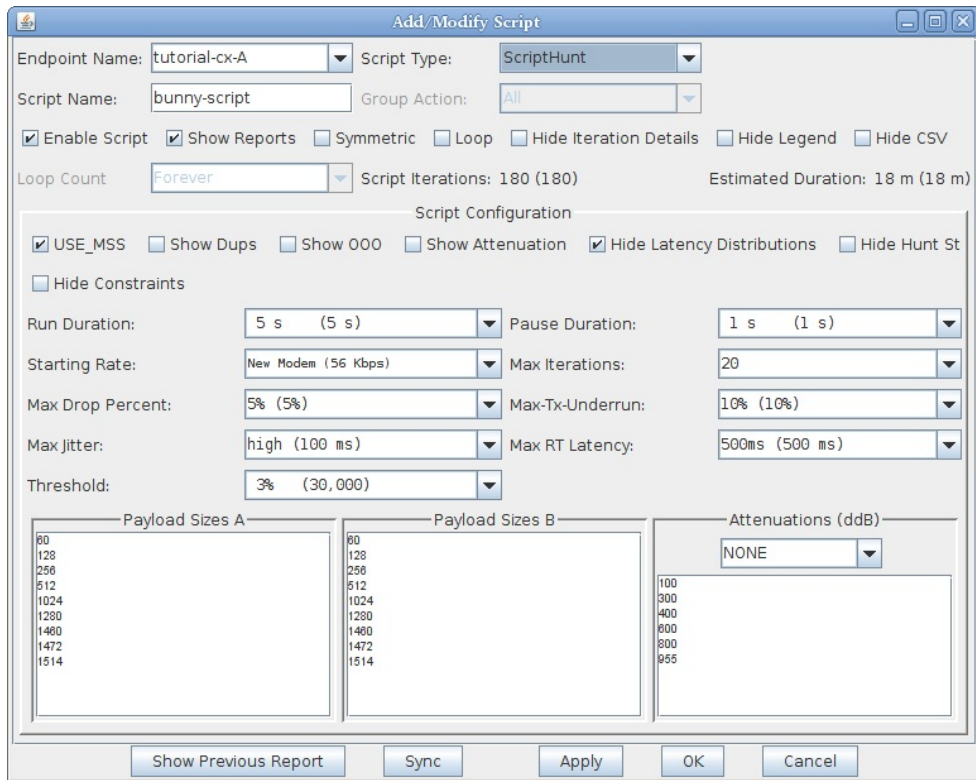 Add/Modify Script
Endpoint Name: tutorial-cx-A Script Type: ScriptHunt
Script Name: bunny-script Group Action: All
Enable Script Show Reports Symmetric Loop Hide Iteration Details Hide Legend Hide CSV
Loop Count Forever Script Iterations: 180 (180) Estimated Duration: 18 m (18 m)
Script Configuration
USE_MSS Show Dups Show OOO Show Attenuation Hide Latency Distributions Hide Hunt St
Hide Constraints
Run Duration: 5 s (5 s) Pause Duration: 1 s (1 s)
Starting Rate: New Modem (56 Kbps) Max Iterations: 20
Max Drop Percent: 5% (5%) Max-Tx-Underrun: 10% (10%)
Max Jitter: high (100 ms) Max RT Latency: 500ms (500 ms)
Threshold: 3% (30,000)
Payload Sizes A
60
128
256
512
1024
1280
1460
1472
1514
Payload Sizes B
60
128
256
512
1024
1280
1460
1472
1514
Attenuations (ddB)
NONE
100
300
400
600
800
955
Show Previous Report Sync Apply OK Cancel